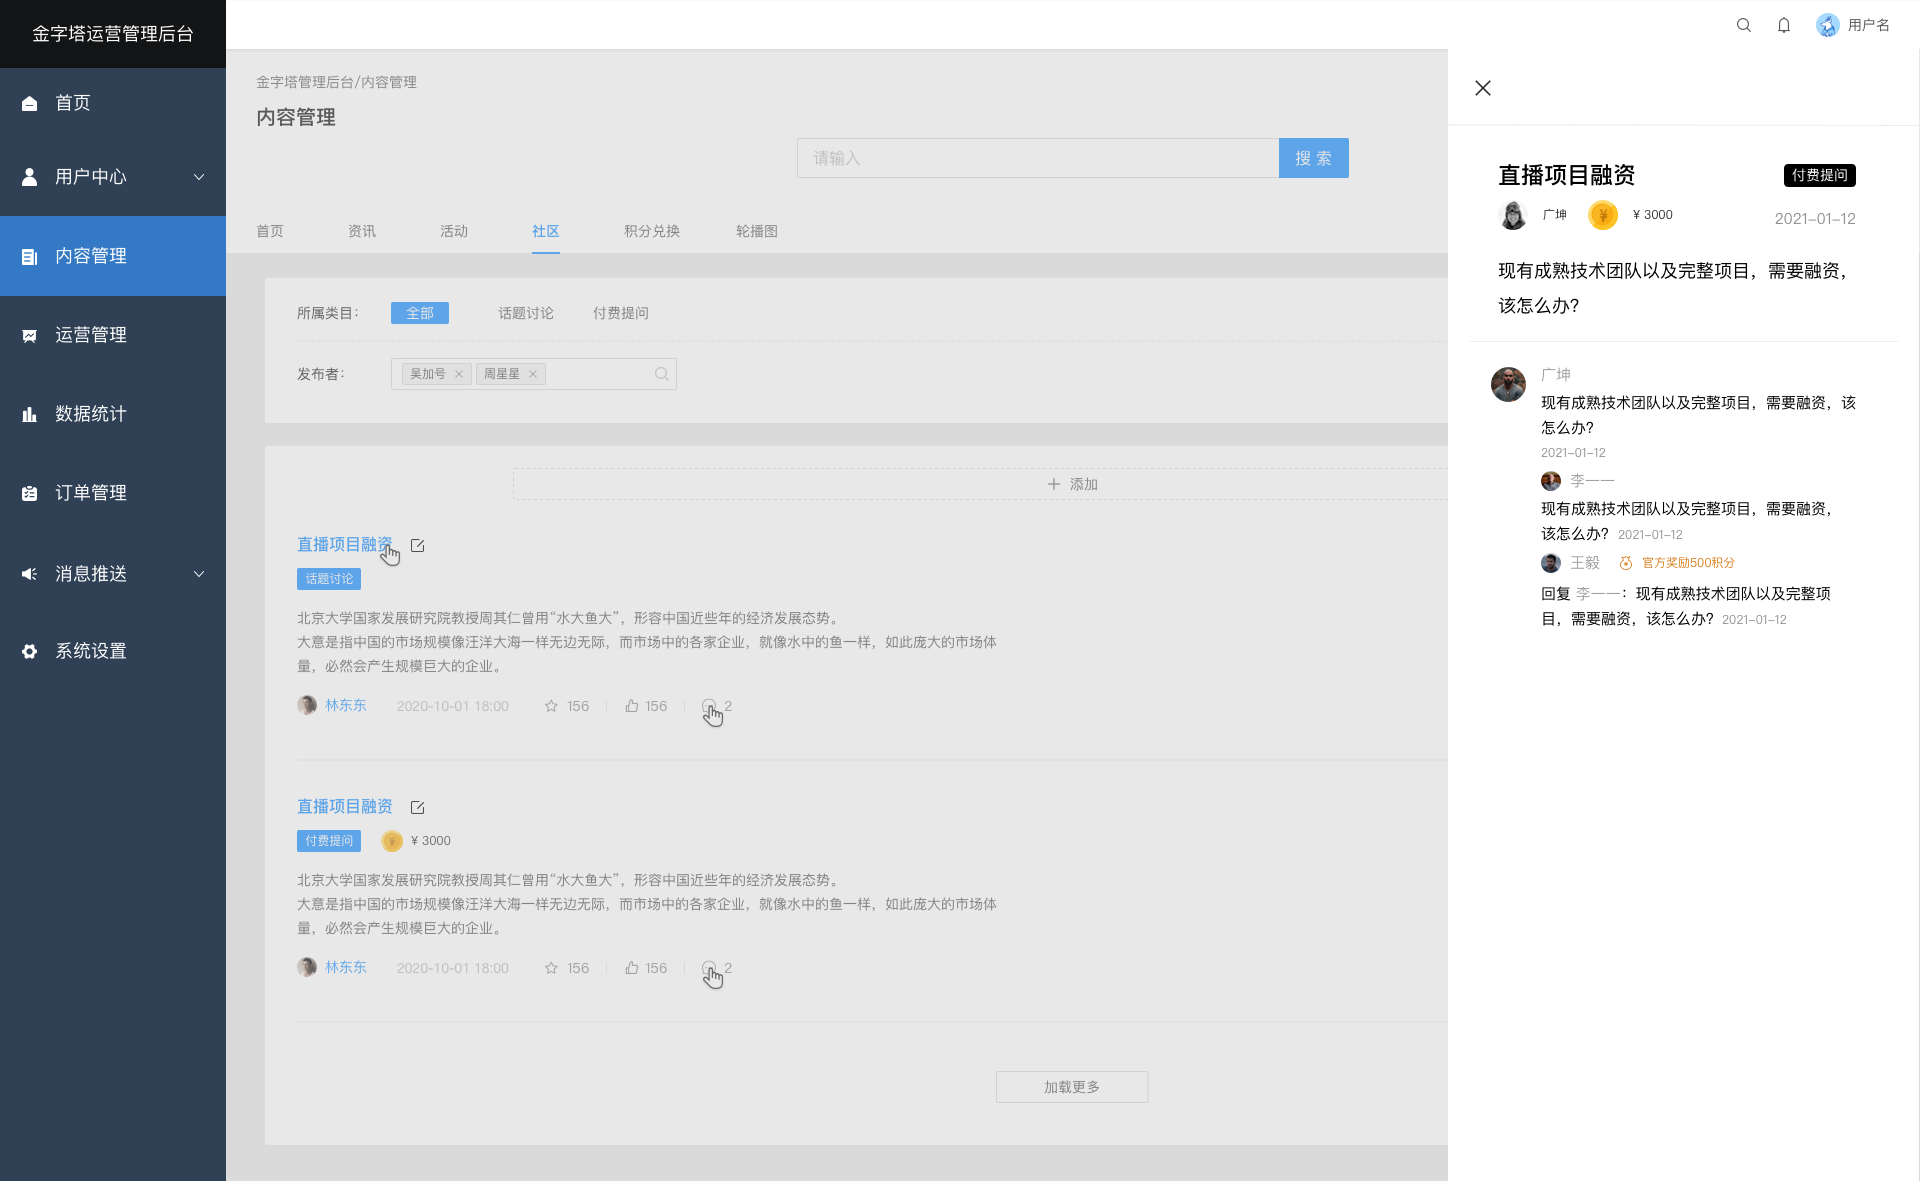 金字塔运营管理后台
首页
用户中心
内容管理
运营管理
数据统计
订单管理
消息推送
系统设置
用户名
金字塔管理后台/内容管理
内容管理
请输入
搜 索
首页 资讯 活动 社区 积分兑换 轮播图
所属类目： 全部 话题讨论 付费提问
发布者： 吴加号 周星星
添加
直播项目融资
话题讨论
北京大学国家发展研究院教授周其仁曾用“水大鱼大”，形容中国近些年的经济发展态势。
大意是指中国的市场规模像汪洋大海一样无边无际，而市场中的各家企业，就像水中的鱼一样，如此庞大的市场体
量，必然会产生规模巨大的企业。
林东东 2020-10-01 18:00 156 156 2
直播项目融资
付费提问 ¥ 3000
北京大学国家发展研究院教授周其仁曾用“水大鱼大”，形容中国近些年的经济发展态势。
大意是指中国的市场规模像汪洋大海一样无边无际，而市场中的各家企业，就像水中的鱼一样，如此庞大的市场体
量，必然会产生规模巨大的企业。
林东东 2020-10-01 18:00 156 156 2
加载更多
直播项目融资 付费提问
广坤 ¥ 3000 2021-01-12
现有成熟技术团队以及完整项目，需要融资，
该怎么办？
广坤
现有成熟技术团队以及完整项目，需要融资，该
怎么办？
2021-01-12
李一一
现有成熟技术团队以及完整项目，需要融资，
该怎么办？ 2021-01-12
王毅 官方奖励500积分
回复 李一一：现有成熟技术团队以及完整项
目，需要融资，该怎么办？ 2021-01-12